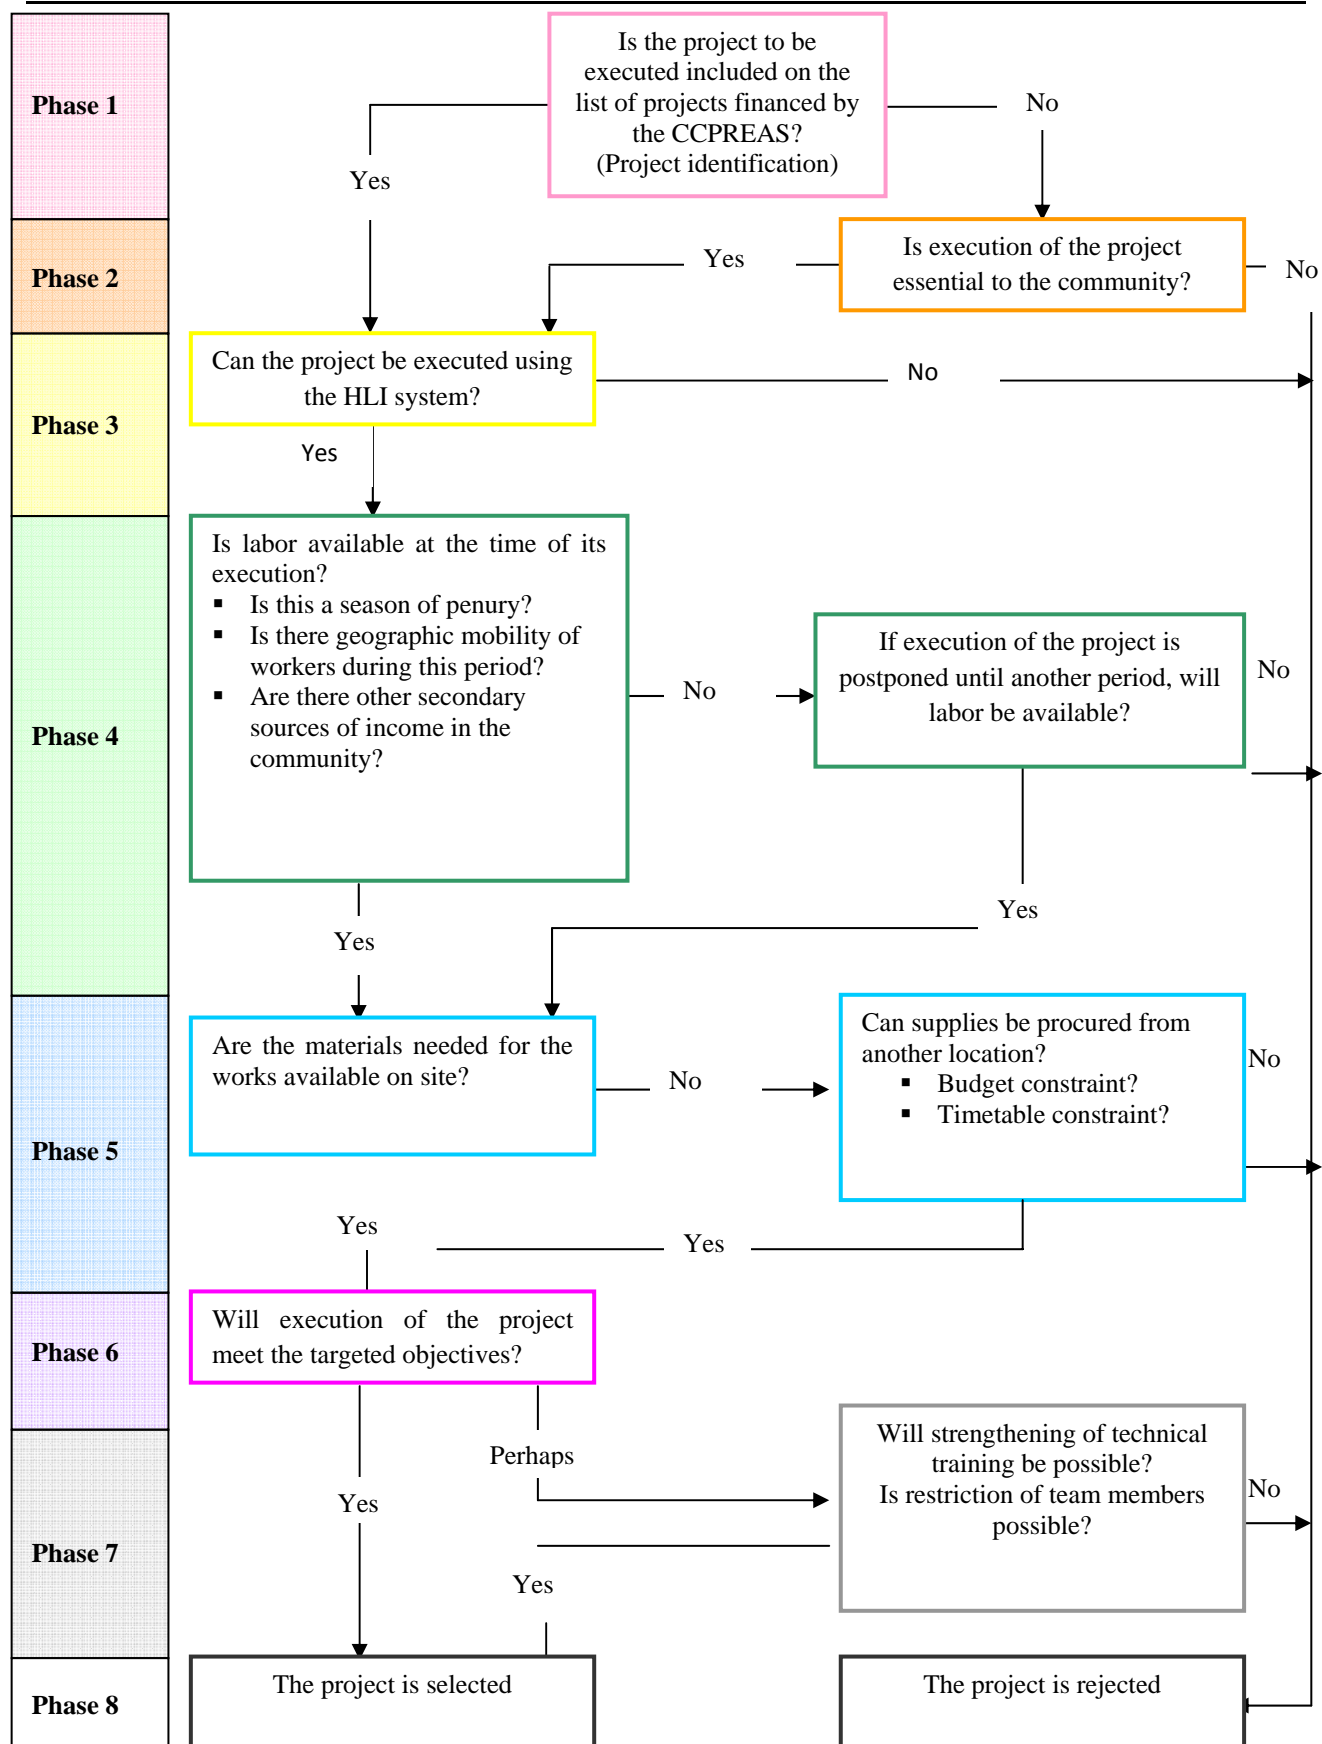 Phase 1
Is the project to be
executed included on the
list of projects financed by
the CCPREAS?
(Project identification)
No
Yes
Phase 2
Is execution of the project
essential to the community?
Yes
No
Phase 3
Can the project be executed using
the HLI system?
No
Yes
Phase 4
Is labor available at the time of its
execution?
▪ Is this a season of penury?
▪ Is there geographic mobility of
workers during this period?
▪ Are there other secondary
sources of income in the
community?
No
If execution of the project is
postponed until another period, will
labor be available?
No
Yes
Yes
Phase 5
Are the materials needed for the
works available on site?
No
Can supplies be procured from
another location?
▪ Budget constraint?
▪ Timetable constraint?
No
Yes
Yes
Phase 6
Will execution of the project
meet the targeted objectives?
Perhaps
Yes
Phase 7
Will strengthening of technical
training be possible?
Is restriction of team members
possible?
No
Yes
Phase 8
The project is selected
The project is rejected